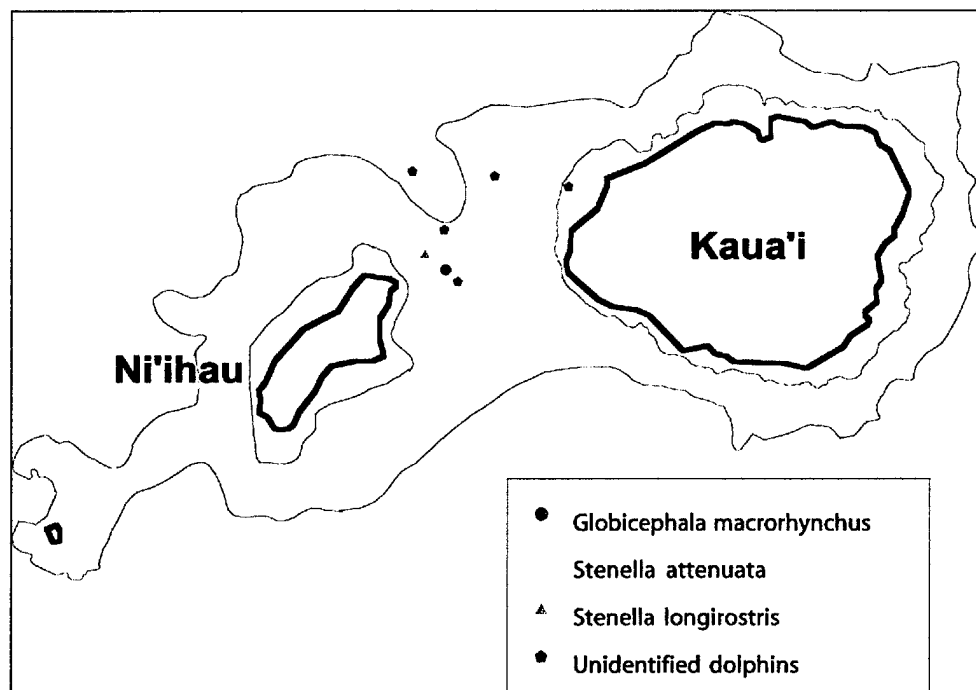 Kaua'i
Ni'ihau
Globicephala macrorhynchus
Stenella attenuata
Stenella longirostris
Unidentified dolphins